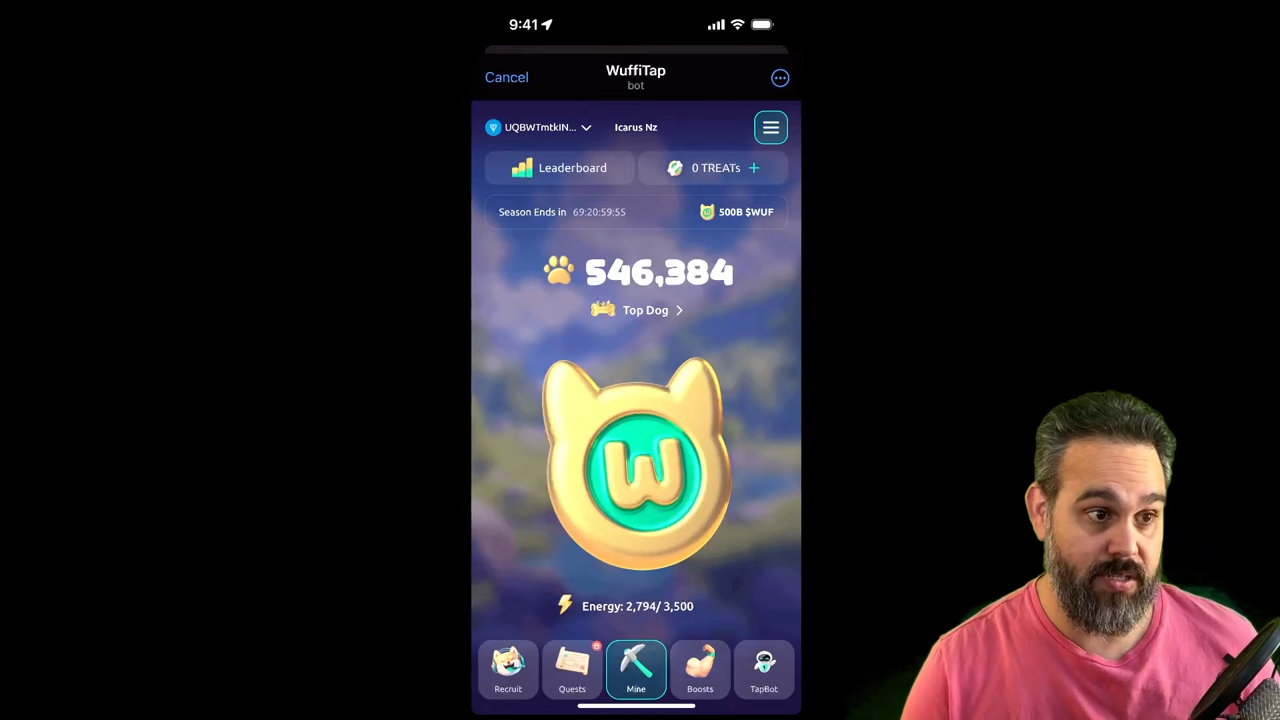 9:41
Cancel
WuffiTap
bot
UQBWTmtkIN...
Icarus Nz
Leaderboard
0 TREATs +
Season Ends in 69:20:59:55
500B $WUF
546,384
Top Dog >
W
Energy: 2,794/ 3,500
Recruit
Quests
Mine
Boosts
TapBot